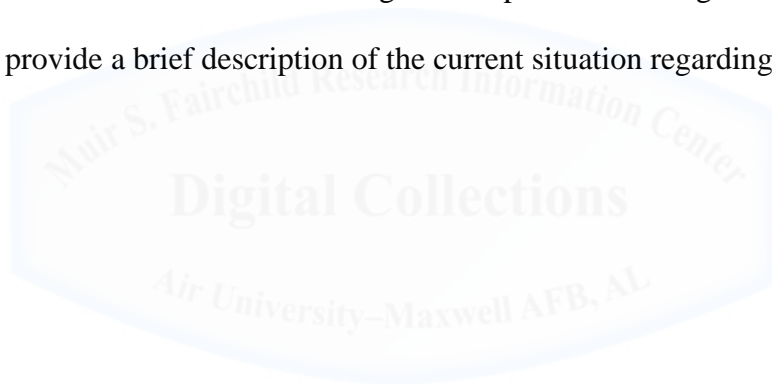 provide a brief description of the current situation regarding
Muir S. Fairchild Research Information Center
Digital Collections
Air University–Maxwell AFB, AL